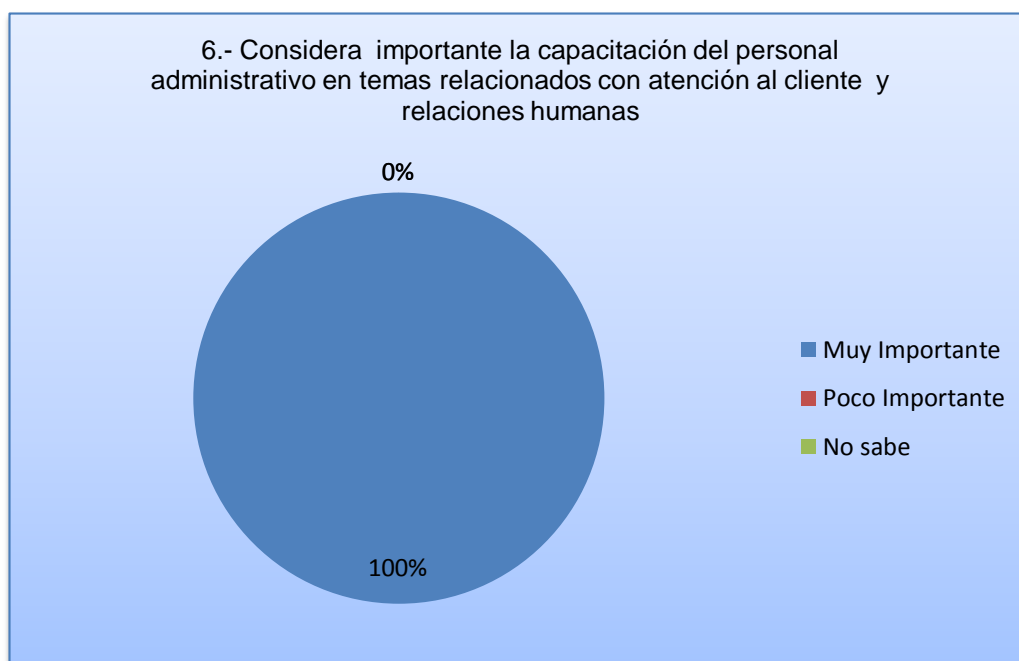 6.- Considera importante la capacitación del personal
administrativo en temas relacionados con atención al cliente y
relaciones humanas
0%
100%
Muy Importante
Poco Importante
No sabe